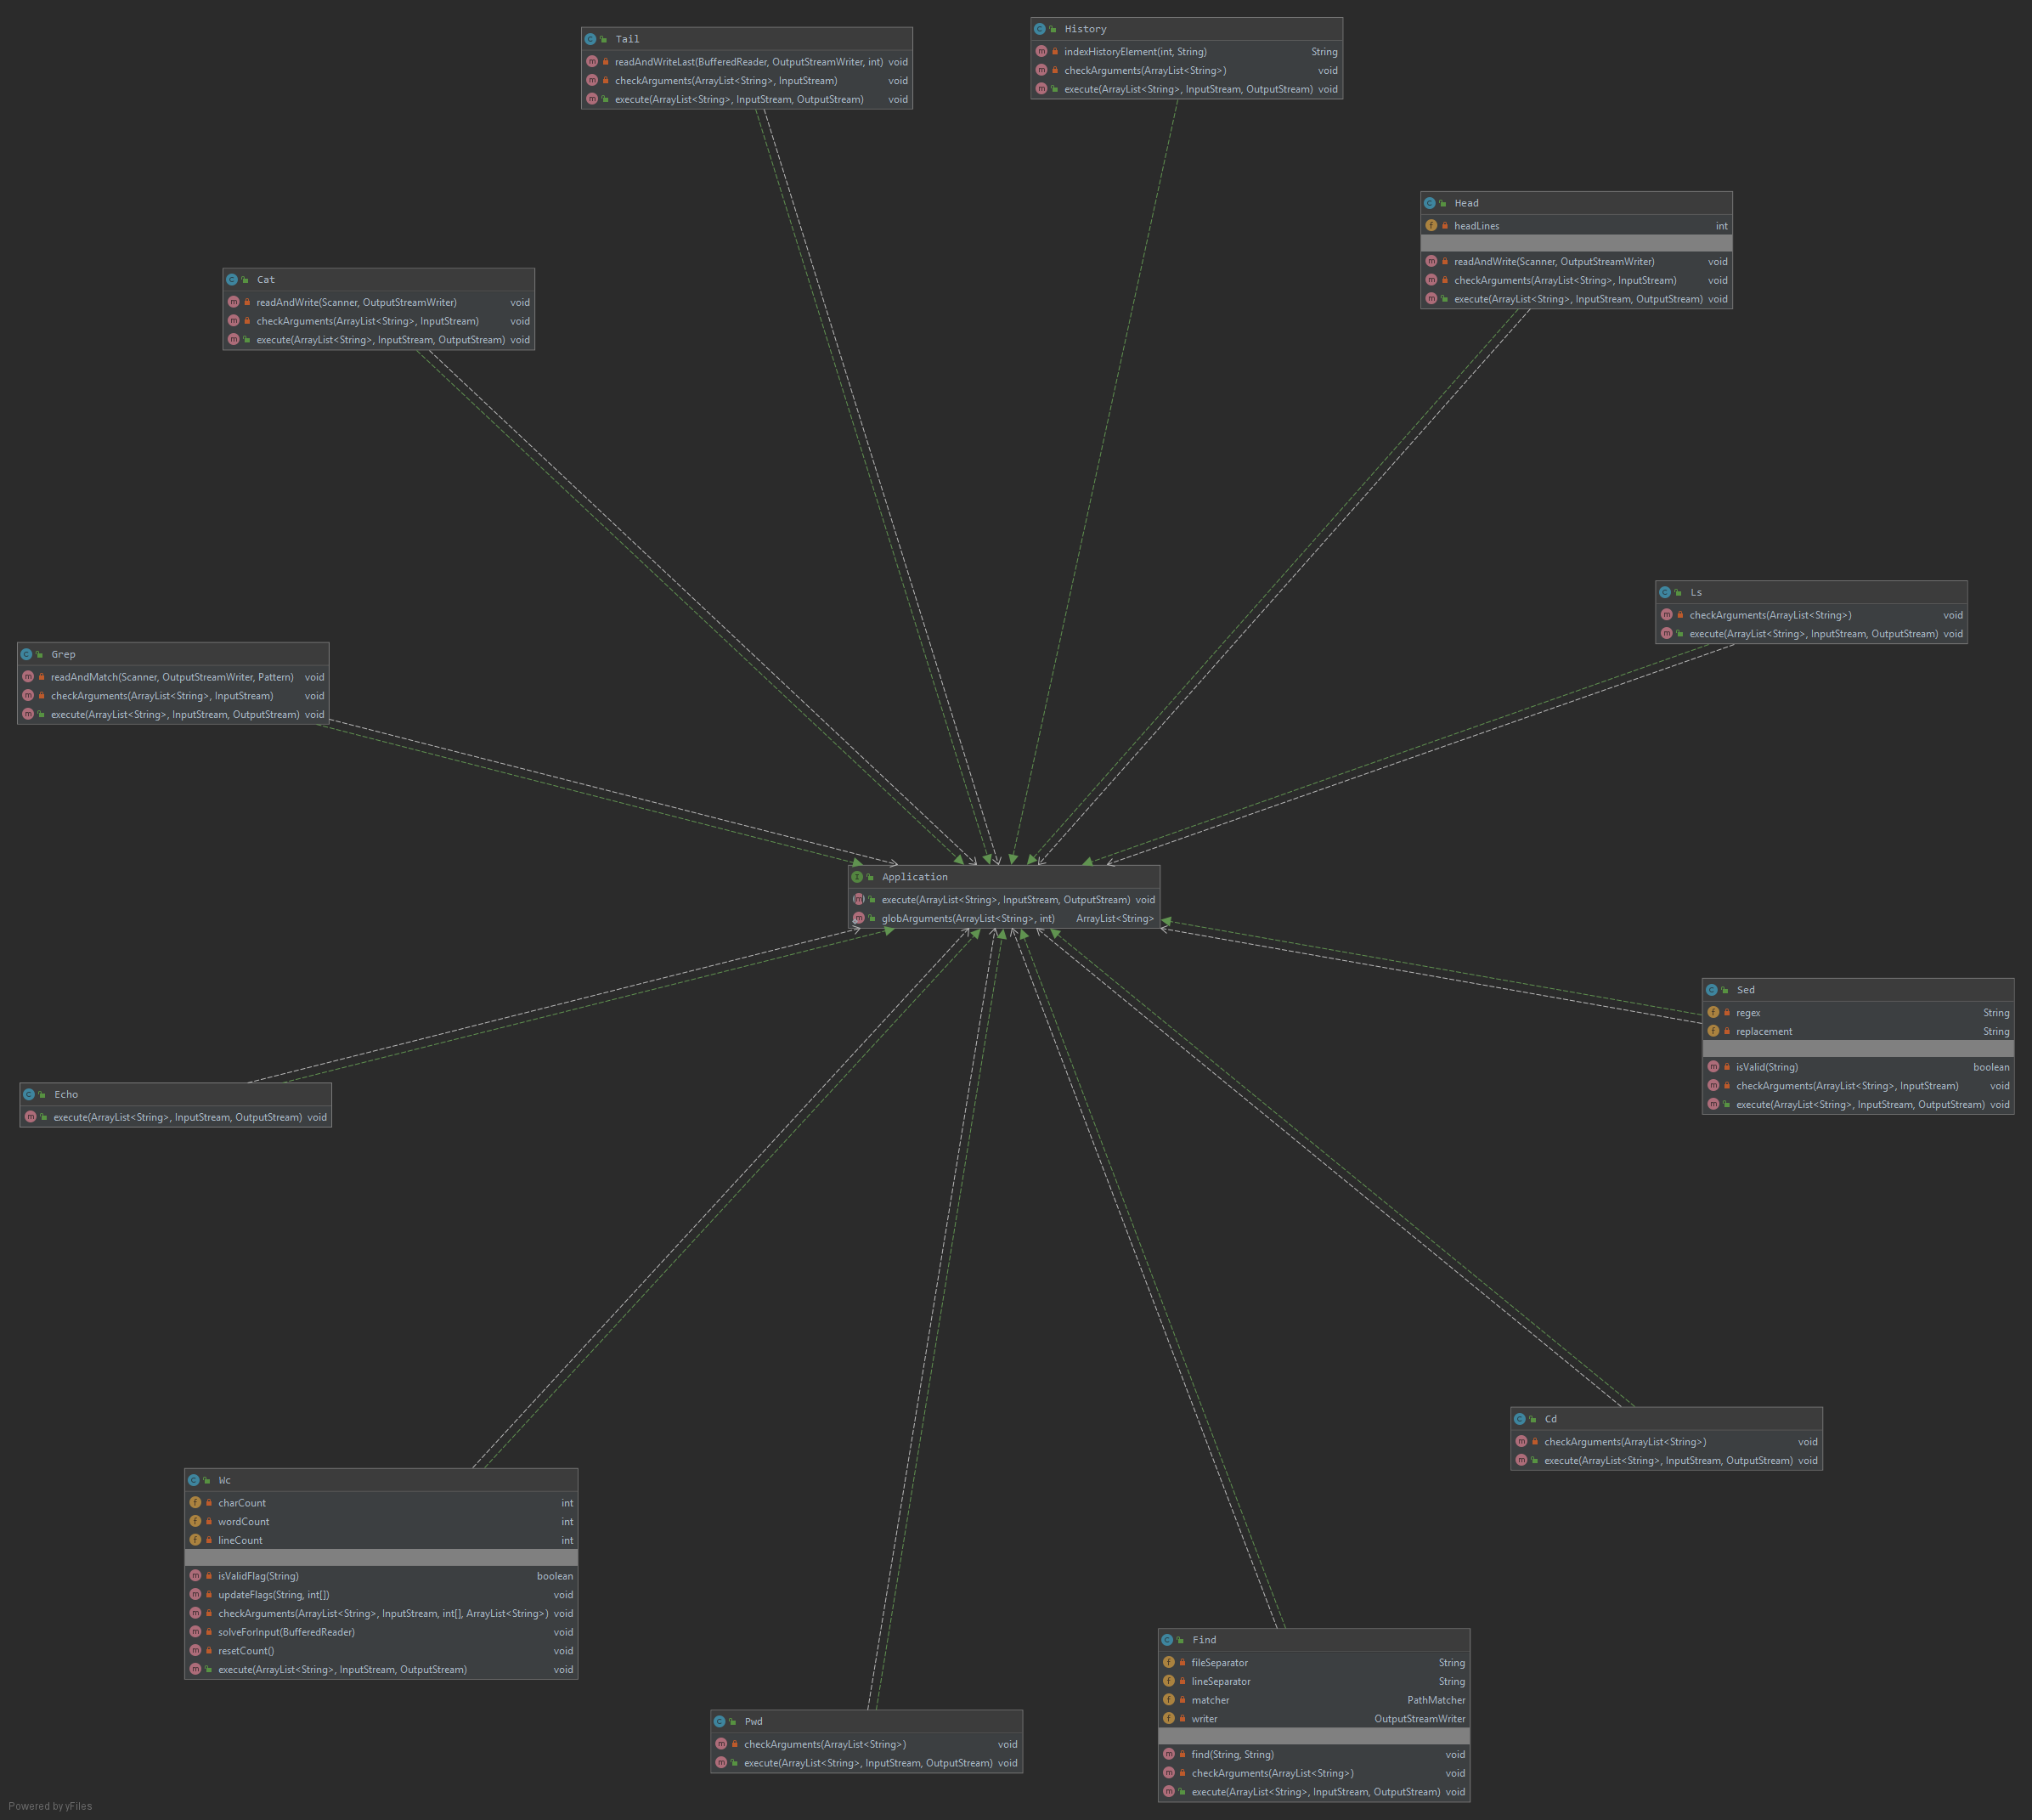 History
indexHistoryElement(int, String) String
checkArguments(ArrayList<String>) void
execute(ArrayList<String>, InputStream, OutputStream) void
Tail
readAndWriteLast(BufferedReader, OutputStreamWriter, int) void
checkArguments(ArrayList<String>, InputStream) void
execute(ArrayList<String>, InputStream, OutputStream) void
Head
headLines int
readAndWrite(Scanner, OutputStreamWriter) void
checkArguments(ArrayList<String>, InputStream) void
execute(ArrayList<String>, InputStream, OutputStream) void
Cat
readAndWrite(Scanner, OutputStreamWriter) void
checkArguments(ArrayList<String>, InputStream) void
execute(ArrayList<String>, InputStream, OutputStream) void
Ls
checkArguments(ArrayList<String>) void
execute(ArrayList<String>, InputStream, OutputStream) void
Grep
readAndMatch(Scanner, OutputStreamWriter, Pattern) void
checkArguments(ArrayList<String>, InputStream) void
execute(ArrayList<String>, InputStream, OutputStream) void
Application
execute(ArrayList<String>, InputStream, OutputStream) void
globArguments(ArrayList<String>, int) ArrayList<String>
Sed
regex String
replacement String
isValid(String) boolean
checkArguments(ArrayList<String>, InputStream) void
execute(ArrayList<String>, InputStream, OutputStream) void
Echo
execute(ArrayList<String>, InputStream, OutputStream) void
Cd
checkArguments(ArrayList<String>) void
execute(ArrayList<String>, InputStream, OutputStream) void
Wc
charCount int
wordCount int
lineCount int
isValidFlag(String) boolean
updateFlags(String, int[]) void
checkArguments(ArrayList<String>, InputStream, int[], ArrayList<String>) void
solveForInput(BufferedReader) void
resetCount() void
execute(ArrayList<String>, InputStream, OutputStream) void
Find
fileSeparator String
lineSeparator String
matcher PathMatcher
writer OutputStreamWriter
find(String, String) void
checkArguments(ArrayList<String>) void
execute(ArrayList<String>, InputStream, OutputStream) void
Pwd
checkArguments(ArrayList<String>) void
execute(ArrayList<String>, InputStream, OutputStream) void
Powered by yFiles